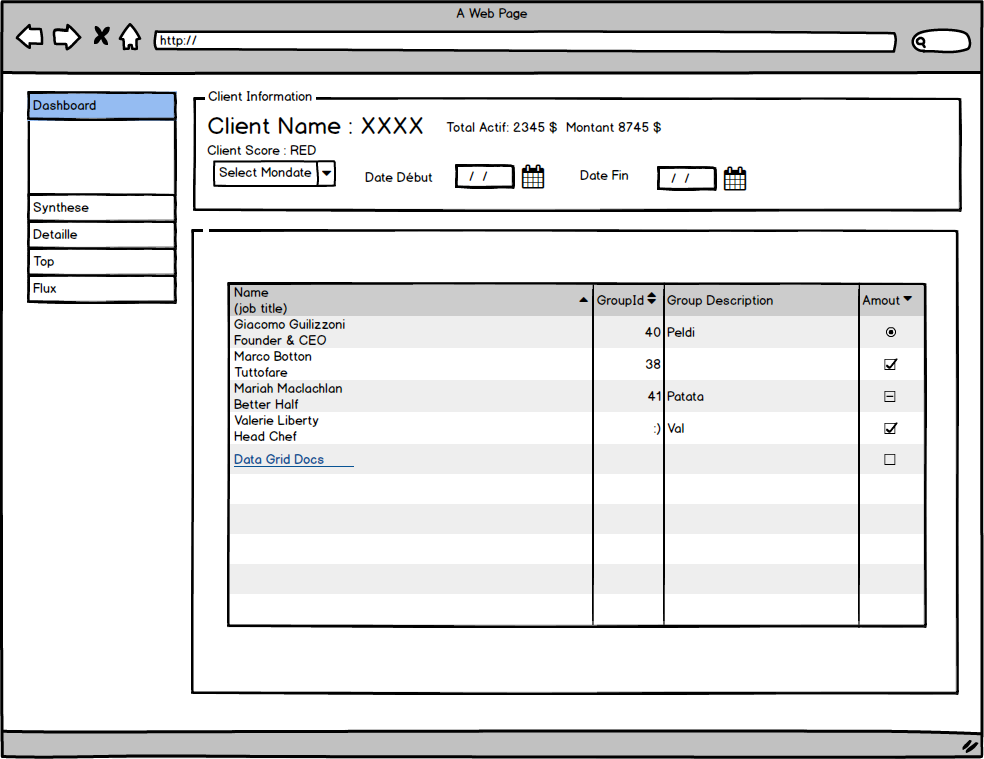 A Web Page
http://
Dashboard
Synthese
Detaille
Top
Flux
Client Information
Client Name : XXXX
Total Actif: 2345 $ Montant 8745 $
Client Score : RED
Select Mondate
Date Début
/ /
Date Fin
/ /
Name
(job title)
GroupId
Group Description
Amout
Giacomo Guilizzoni
Founder & CEO
40
Peldi
Marco Botton
Tuttofare
38
Mariah Maclachlan
Better Half
41
Patata
Valerie Liberty
Head Chef
:)
Val
Data Grid Docs